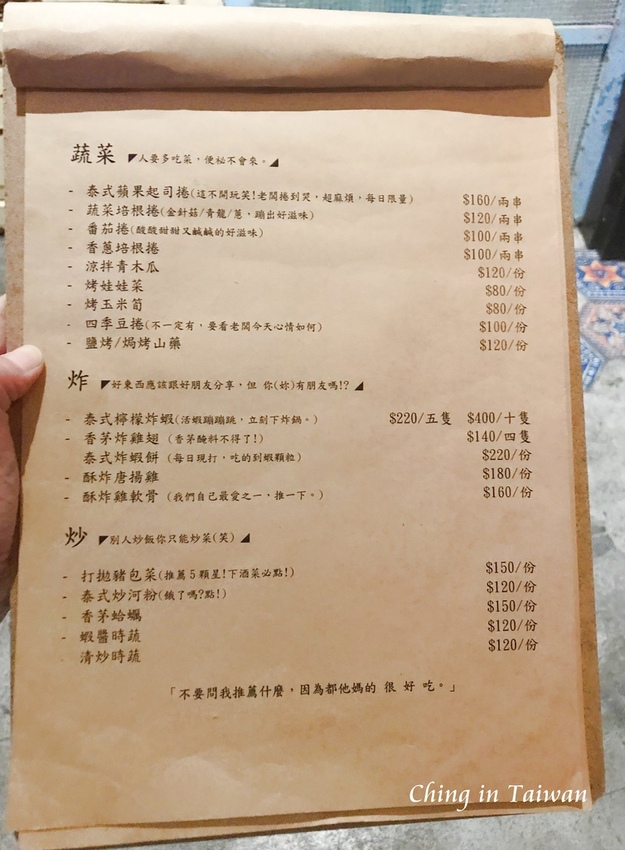 蔬菜 ◤人要多吃菜，便祕不會來。◢
- 泰式蘋果起司捲(這不開玩笑!老闆捲到哭，超麻煩，每日限量) $160/兩串
- 蔬菜培根捲(金針菇/青龍/蔥，蹦出好滋味) $120/兩串
- 番茄捲(酸酸甜甜又鹹鹹的好滋味) $100/兩串
- 香蔥培根捲 $100/兩串
- 涼拌青木瓜 $120/份
- 烤娃娃菜 $80/份
- 烤玉米筍 $80/份
- 四季豆捲(不一定有，要看老闆今天心情如何) $100/份
- 鹽烤/焗烤山藥 $120/份
炸 ◤好東西應該跟好朋友分享，但 你(妳)有朋友嗎!? ◢
- 泰式檸檬炸蝦(活蝦蹦蹦跳，立刻下炸鍋。) $220/五隻 $400/十隻
- 香茅炸雞翅 (香茅醃料不得了!) $140/四隻
泰式炸蝦餅 (每日現打，吃的到蝦顆粒) $220/份
- 酥炸唐揚雞 $180/份
- 酥炸雞軟骨 (我們自己最愛之一，推一下。) $160/份
炒 ◤別人炒飯你只能炒菜(笑) ◢
- 打拋豬包菜(推薦5顆星!下酒菜必點!) $150/份
- 泰式炒河粉(餓了嗎?點!) $120/份
- 香茅蛤蠣 $150/份
- 蝦醬時蔬 $120/份
清炒時蔬 $120/份
「不要問我推薦什麼，因為都他媽的 很 好 吃。」
Ching in Taiwan